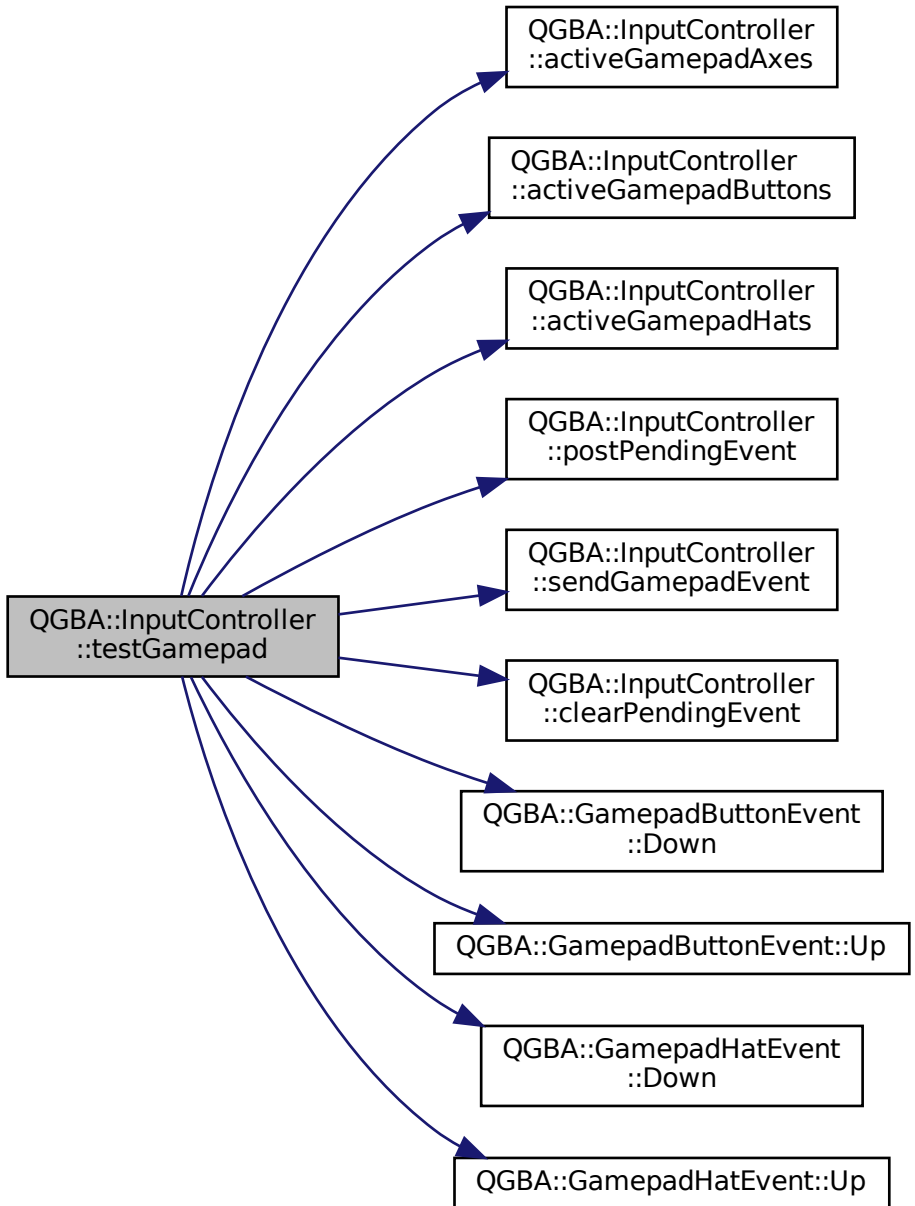 QGBA::InputController
::activeGamepadAxes
QGBA::InputController
::activeGamepadButtons
QGBA::InputController
::activeGamepadHats
QGBA::InputController
::postPendingEvent
QGBA::InputController
::sendGamepadEvent
QGBA::InputController
::testGamepad
QGBA::InputController
::clearPendingEvent
QGBA::GamepadButtonEvent
::Down
QGBA::GamepadButtonEvent::Up
QGBA::GamepadHatEvent
::Down
QGBA::GamepadHatEvent::Up